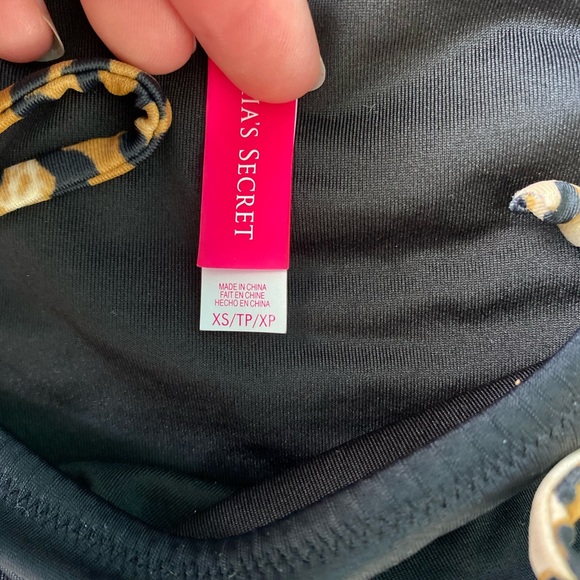 IA'S SECRET
MADE IN CHINA
FAIT EN CHINE
HECHO EN CHINA
XS/TP/XP